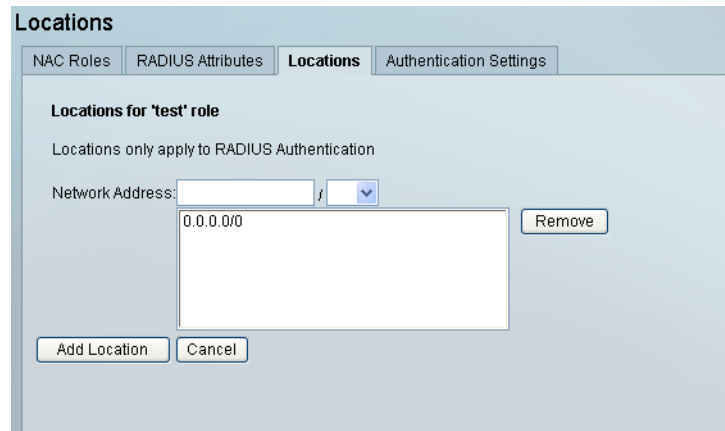 Locations
NAC Roles RADIUS Attributes Locations Authentication Settings
Locations for 'test' role
Locations only apply to RADIUS Authentication
Network Address: /
0.0.0.0/0 Remove
Add Location Cancel